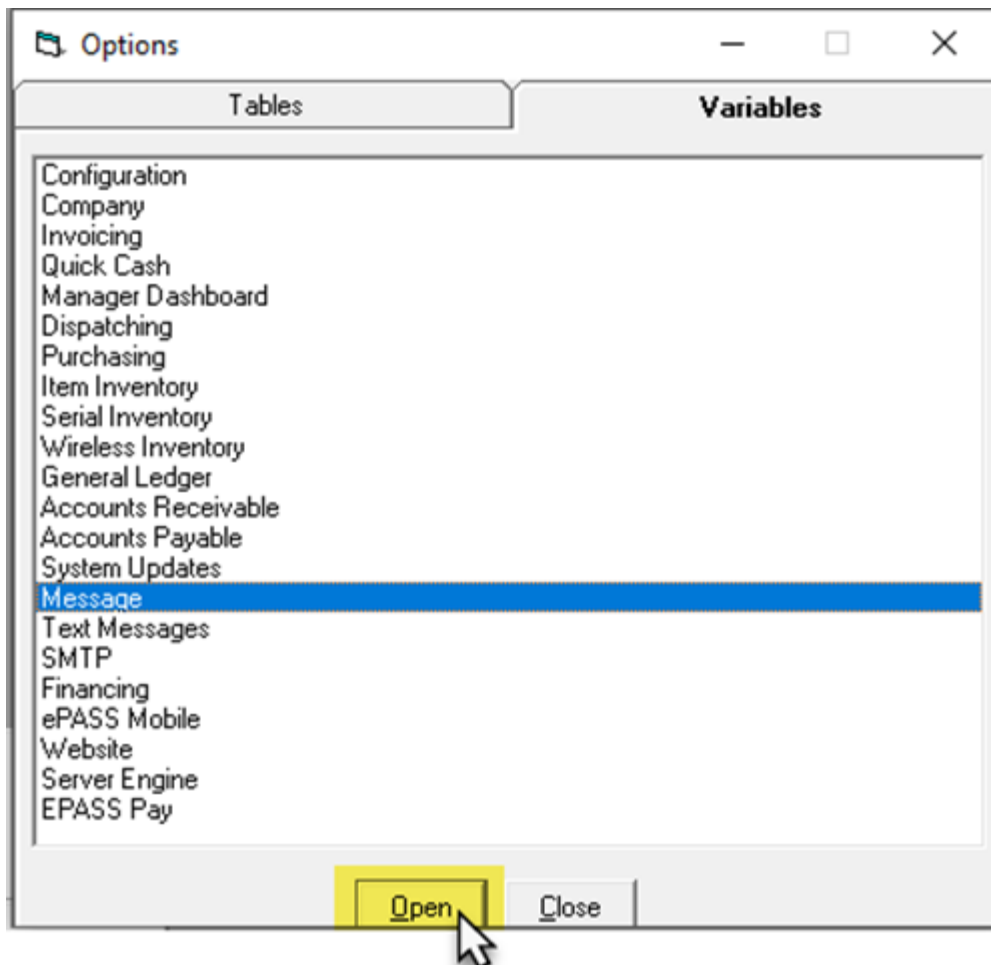 Options
Tables
Variables
Configuration
Company
Invoicing
Quick Cash
Manager Dashboard
Dispatching
Purchasing
Item Inventory
Serial Inventory
Wireless Inventory
General Ledger
Accounts Receivable
Accounts Payable
System Updates
Message
Text Messages
SMTP
Financing
ePASS Mobile
Website
Server Engine
EPASS Pay
Open Close